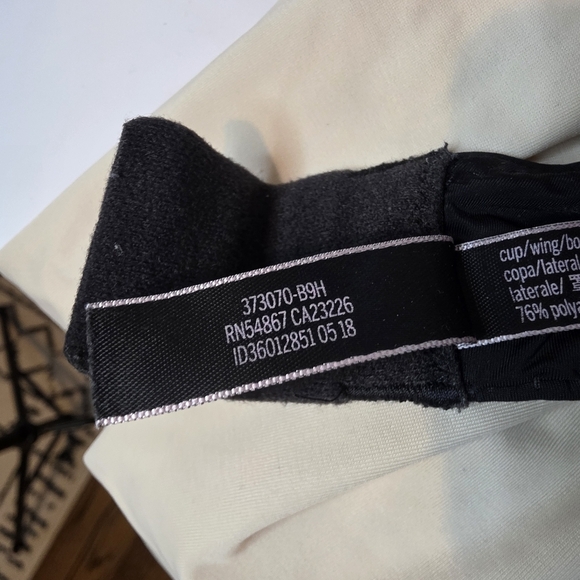 373070-B9H
RN54867 CA23226
ID36012851 05 18
cup/wing/bo
copa/lateral
laterale/
76% polya